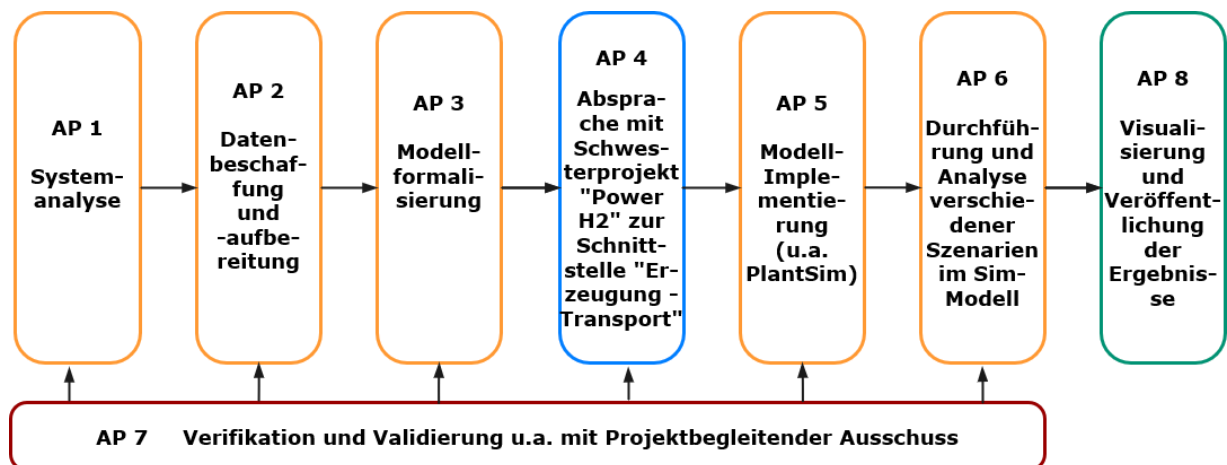 AP 1
System-
analyse
AP 2
Daten-
beschaf-
fung
und
-aufbe-
reitung
AP 3
Modell-
formali-
sierung
AP 4
Abspra-
che mit
Schwes-
terprojekt
"Power
H2" zur
Schnitt-
stelle "Er-
zeugung -
Transport"
AP 5
Modell-
Imple-
mentie-
rung
(u.a.
PlantSim)
AP 6
Durchfüh-
rung und
Analyse
verschie-
dener
Szenarien
im Sim-
Modell
AP 8
Visuali-
sierung
und
Veröffent-
lichung
der
Ergebnis-
se
AP 7 Verifikation und Validierung u.a. mit Projektbegleitender Ausschuss